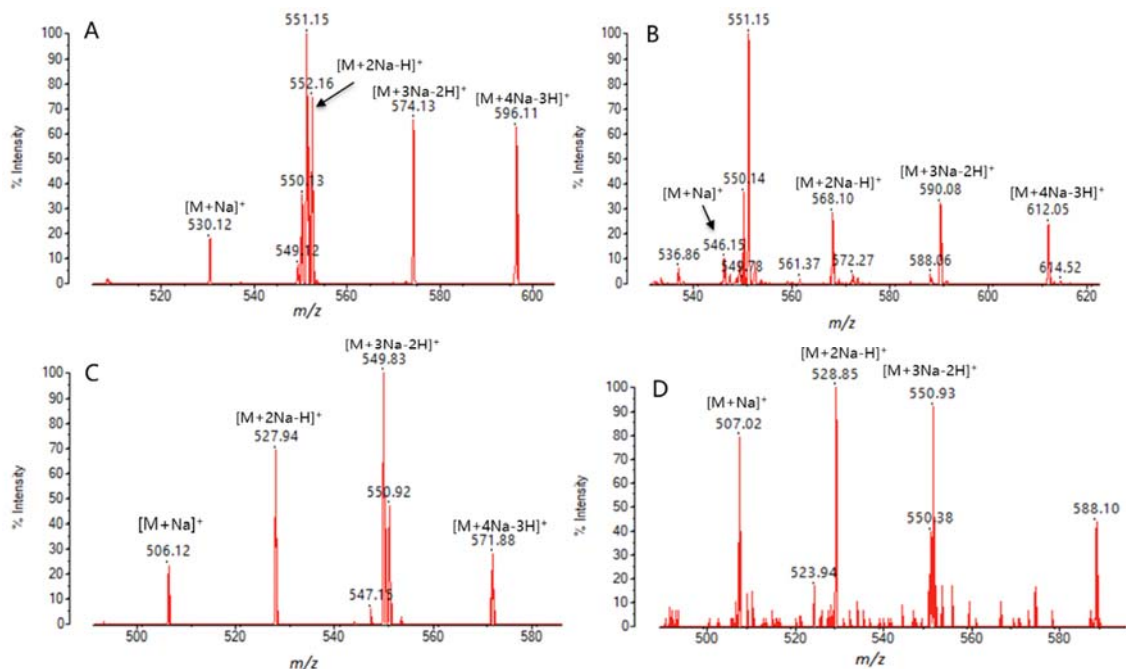 A
551.15
[M+2Na-H]⁺
552.16
[M+3Na-2H]⁺
574.13
[M+4Na-3H]⁺
596.11
550.13
[M+Na]⁺
530.12
549.12
% Intensity
100
90
80
70
60
50
40
30
20
10
0
520 540 560 580 600
m/z
B
551.15
550.14
[M+Na]⁺
[M+2Na-H]⁺
568.10
[M+3Na-2H]⁺
590.08
[M+4Na-3H]⁺
612.05
536.86
546.15
549.78
561.37
572.27
588.06
614.52
% Intensity
100
90
80
70
60
50
40
30
20
10
0
540 560 580 600 620
m/z
C
[M+3Na-2H]⁺
549.83
[M+2Na-H]⁺
527.94
550.92
[M+Na]⁺
506.12
[M+4Na-3H]⁺
571.88
547.15
% Intensity
100
90
80
70
60
50
40
30
20
10
0
500 520 540 560 580
m/z
D
[M+2Na-H]⁺
528.85
[M+3Na-2H]⁺
550.93
[M+Na]⁺
507.02
550.38
588.10
523.94
% Intensity
100
90
80
70
60
50
40
30
20
10
0
500 520 540 560 580
m/z